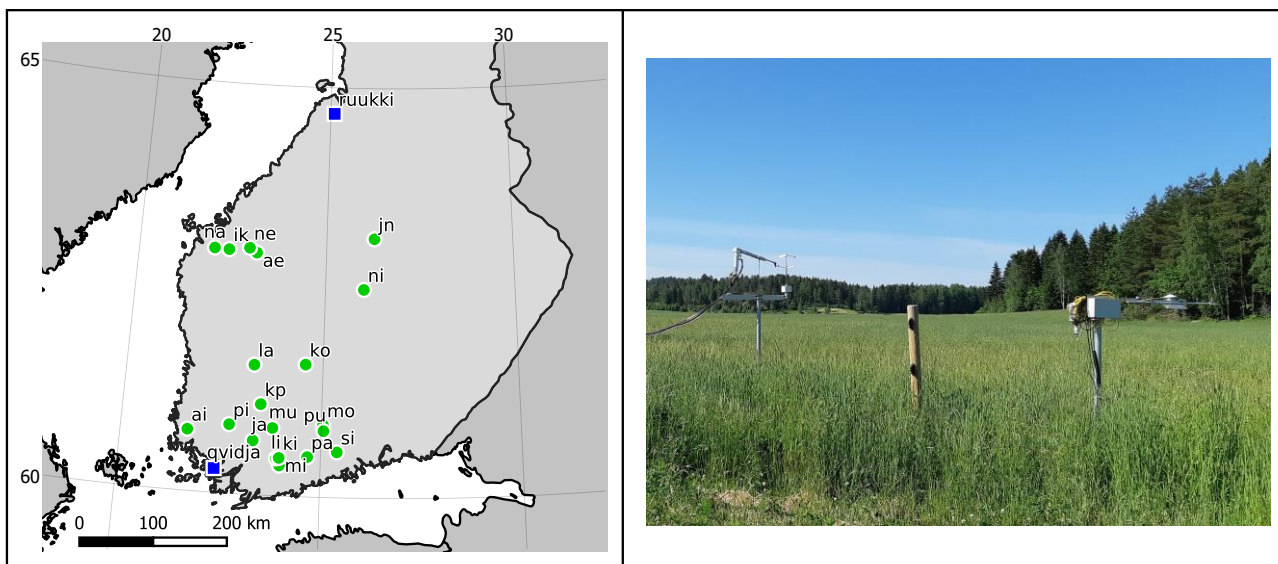 20 25 30
65
ruukki
na ik ne
ae
jn
ni
la ko
kp
ai pi mu pu mo
ja
li ki pa si
qvidja
mi
60
0 100 200 km